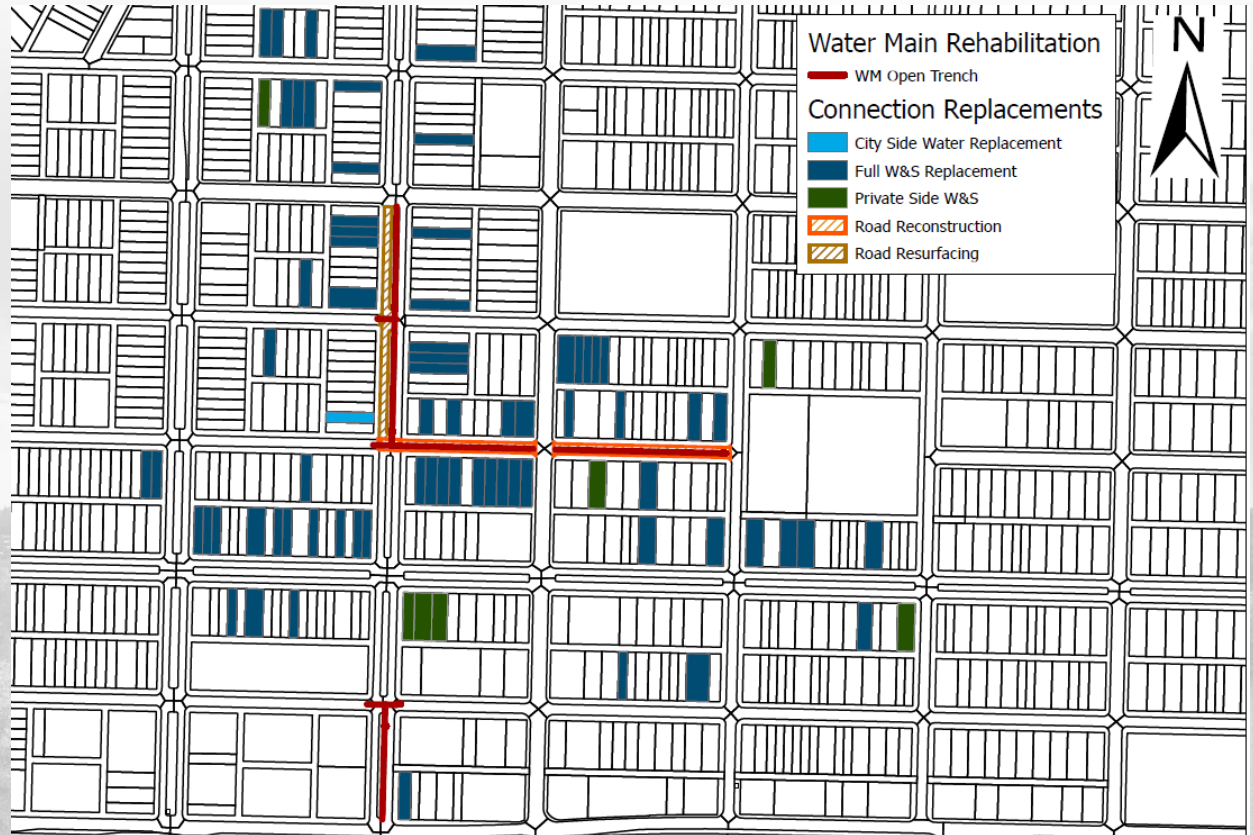 N
Water Main Rehabilitation
WM Open Trench
Connection Replacements
City Side Water Replacement
Full W&S Replacement
Private Side W&S
Road Reconstruction
Road Resurfacing